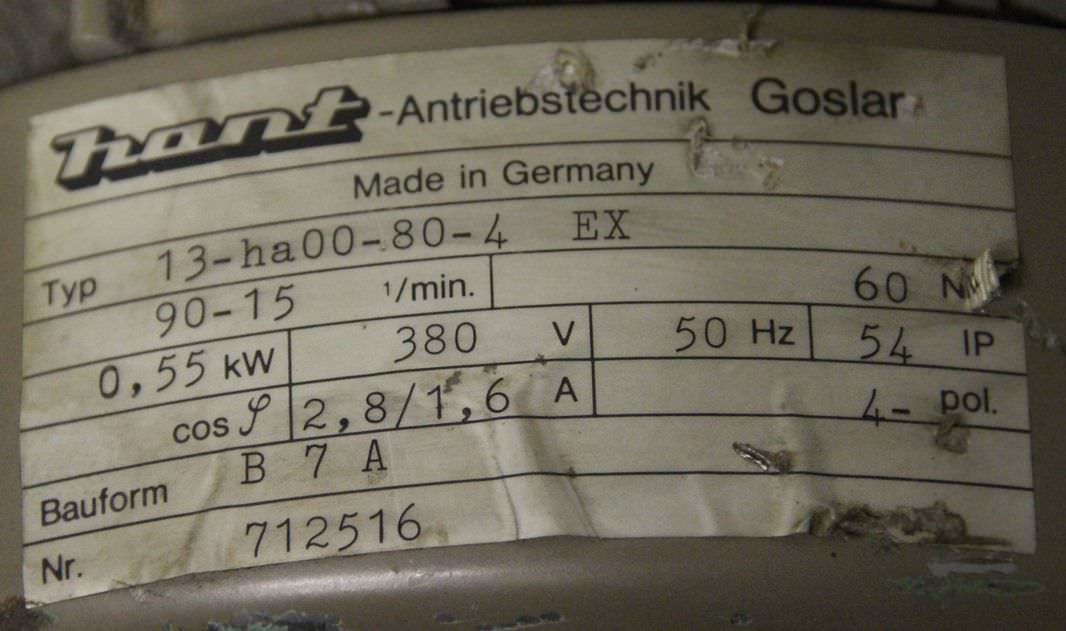 hant -Antriebstechnik Goslar
Made in Germany
Typ 13-ha00-80-4 EX
90-15 1/min. 60 Nm
0,55 kW 380 V 50 Hz 54 IP
cos φ 2,8/1,6 A 4- pol.
Bauform B 7 A
Nr. 712516